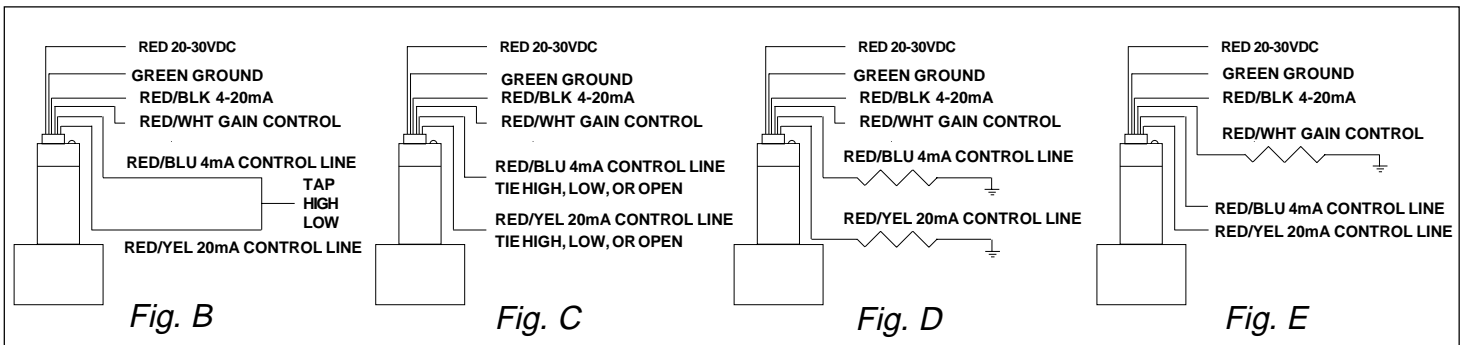 RED 20-30VDC
GREEN GROUND
RED/BLK 4-20mA
RED/WHT GAIN CONTROL
RED/BLU 4mA CONTROL LINE
TAP
HIGH
LOW
RED/YEL 20mA CONTROL LINE
Fig. B
RED 20-30VDC
GREEN GROUND
RED/BLK 4-20mA
RED/WHT GAIN CONTROL
RED/BLU 4mA CONTROL LINE
TIE HIGH, LOW, OR OPEN
RED/YEL 20mA CONTROL LINE
TIE HIGH, LOW, OR OPEN
Fig. C
RED 20-30VDC
GREEN GROUND
RED/BLK 4-20mA
RED/WHT GAIN CONTROL
RED/BLU 4mA CONTROL LINE
RED/YEL 20mA CONTROL LINE
Fig. D
RED 20-30VDC
GREEN GROUND
RED/BLK 4-20mA
RED/WHT GAIN CONTROL
RED/BLU 4mA CONTROL LINE
RED/YEL 20mA CONTROL LINE
Fig. E